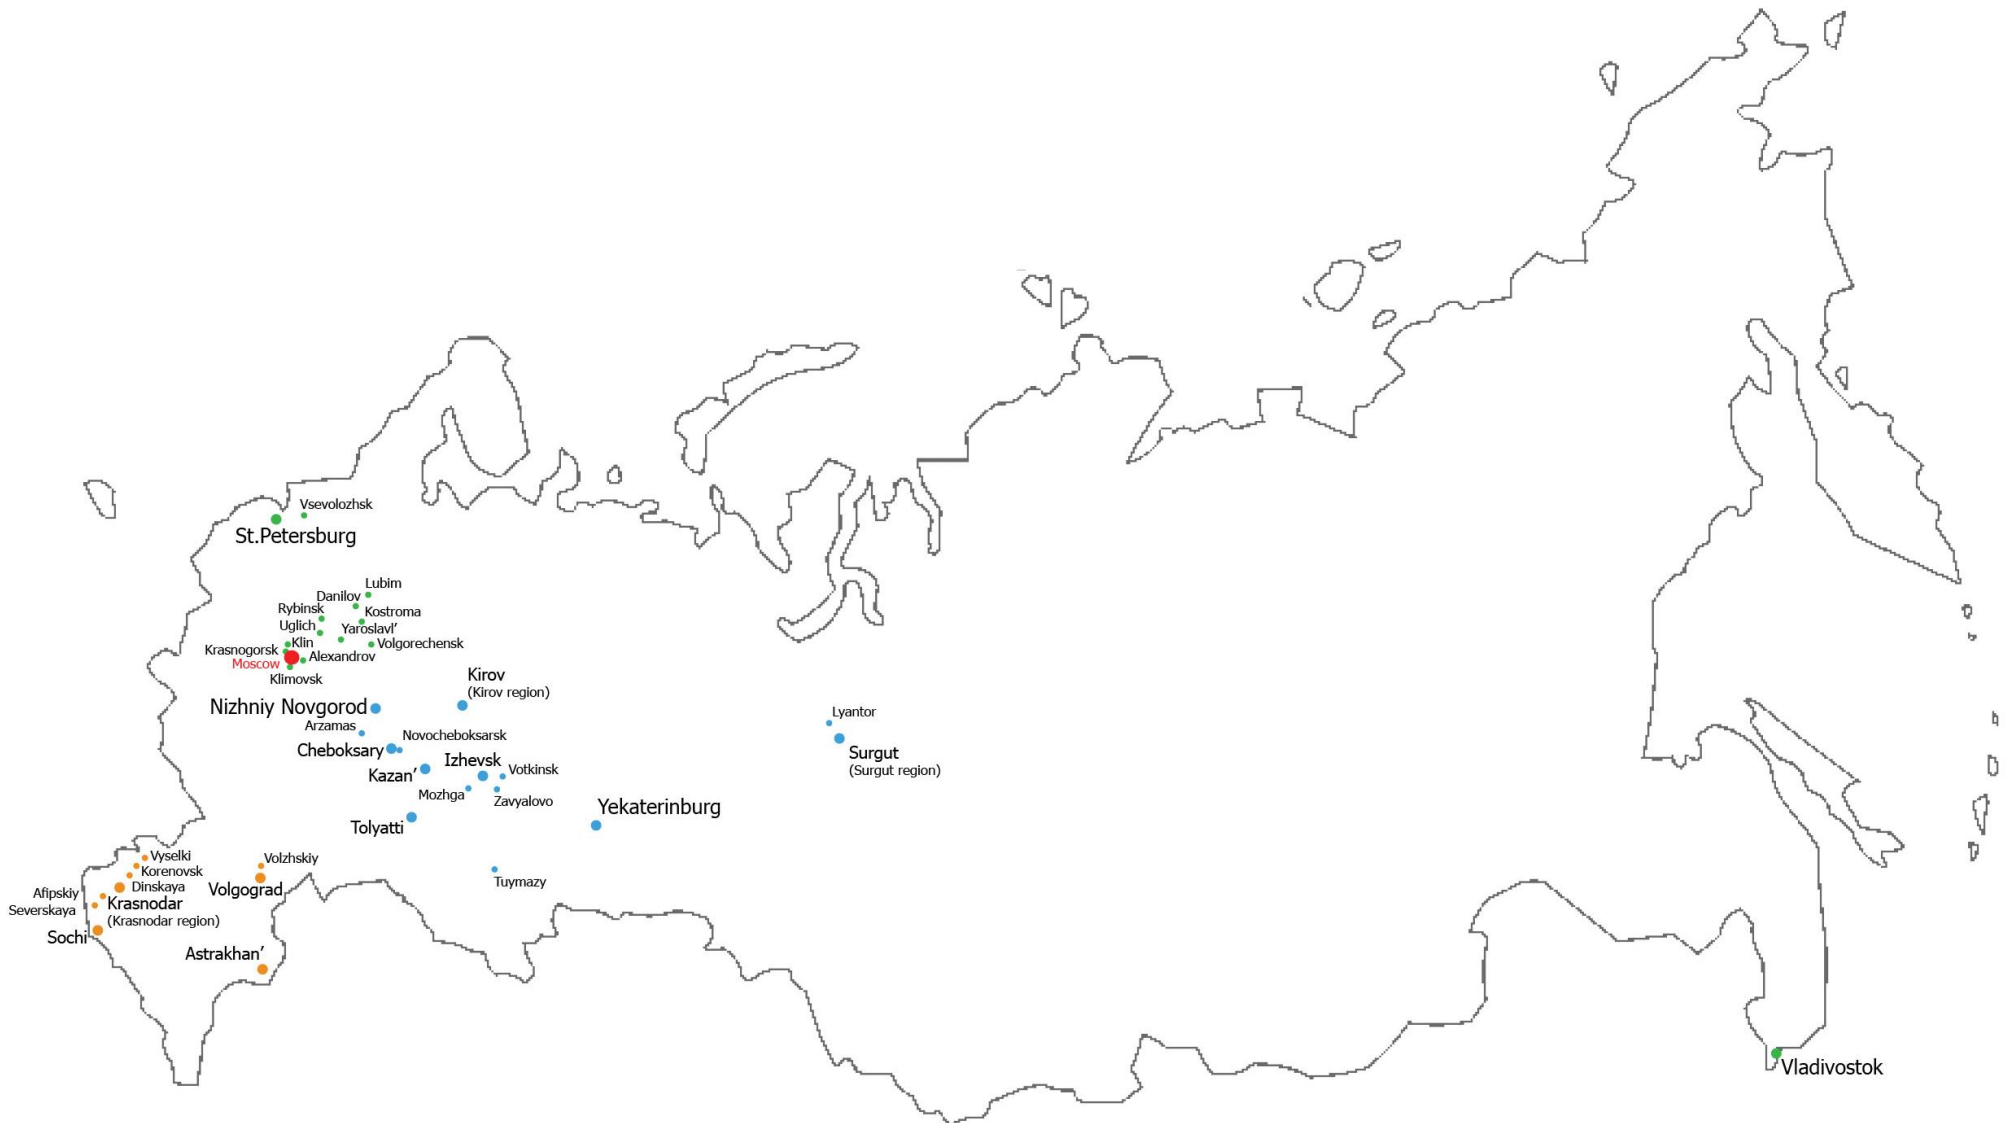 Vsevolozhsk
St.Petersburg
Lubim
Danilov
Rybinsk
Kostroma
Uglich
Yaroslavl’
Klin
Volgorechensk
Krasnogorsk
Alexandrov
Moscow
Klimovsk
Kirov
(Kirov region)
Nizhniy Novgorod
Lyantor
Arzamas
Novocheboksarsk
Cheboksary
Surgut
(Surgut region)
Izhevsk
Votkinsk
Kazan’
Mozhga
Zavyalovo
Yekaterinburg
Tolyatti
Vyselki
Volzhskiy
Korenovsk
Tuymazy
Dinskaya
Volgograd
Afipskiy
Krasnodar
Severskaya
(Krasnodar region)
Sochi
Astrakhan’
Vladivostok